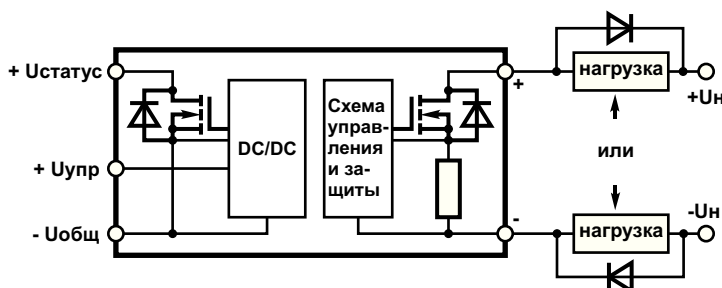 + Uстатус
+ Uупр
- Uобщ
DC/DC
Схема
управ-
ления
и за-
щиты
+
-
нагрузка
+Uн
или
-Uн
нагрузка